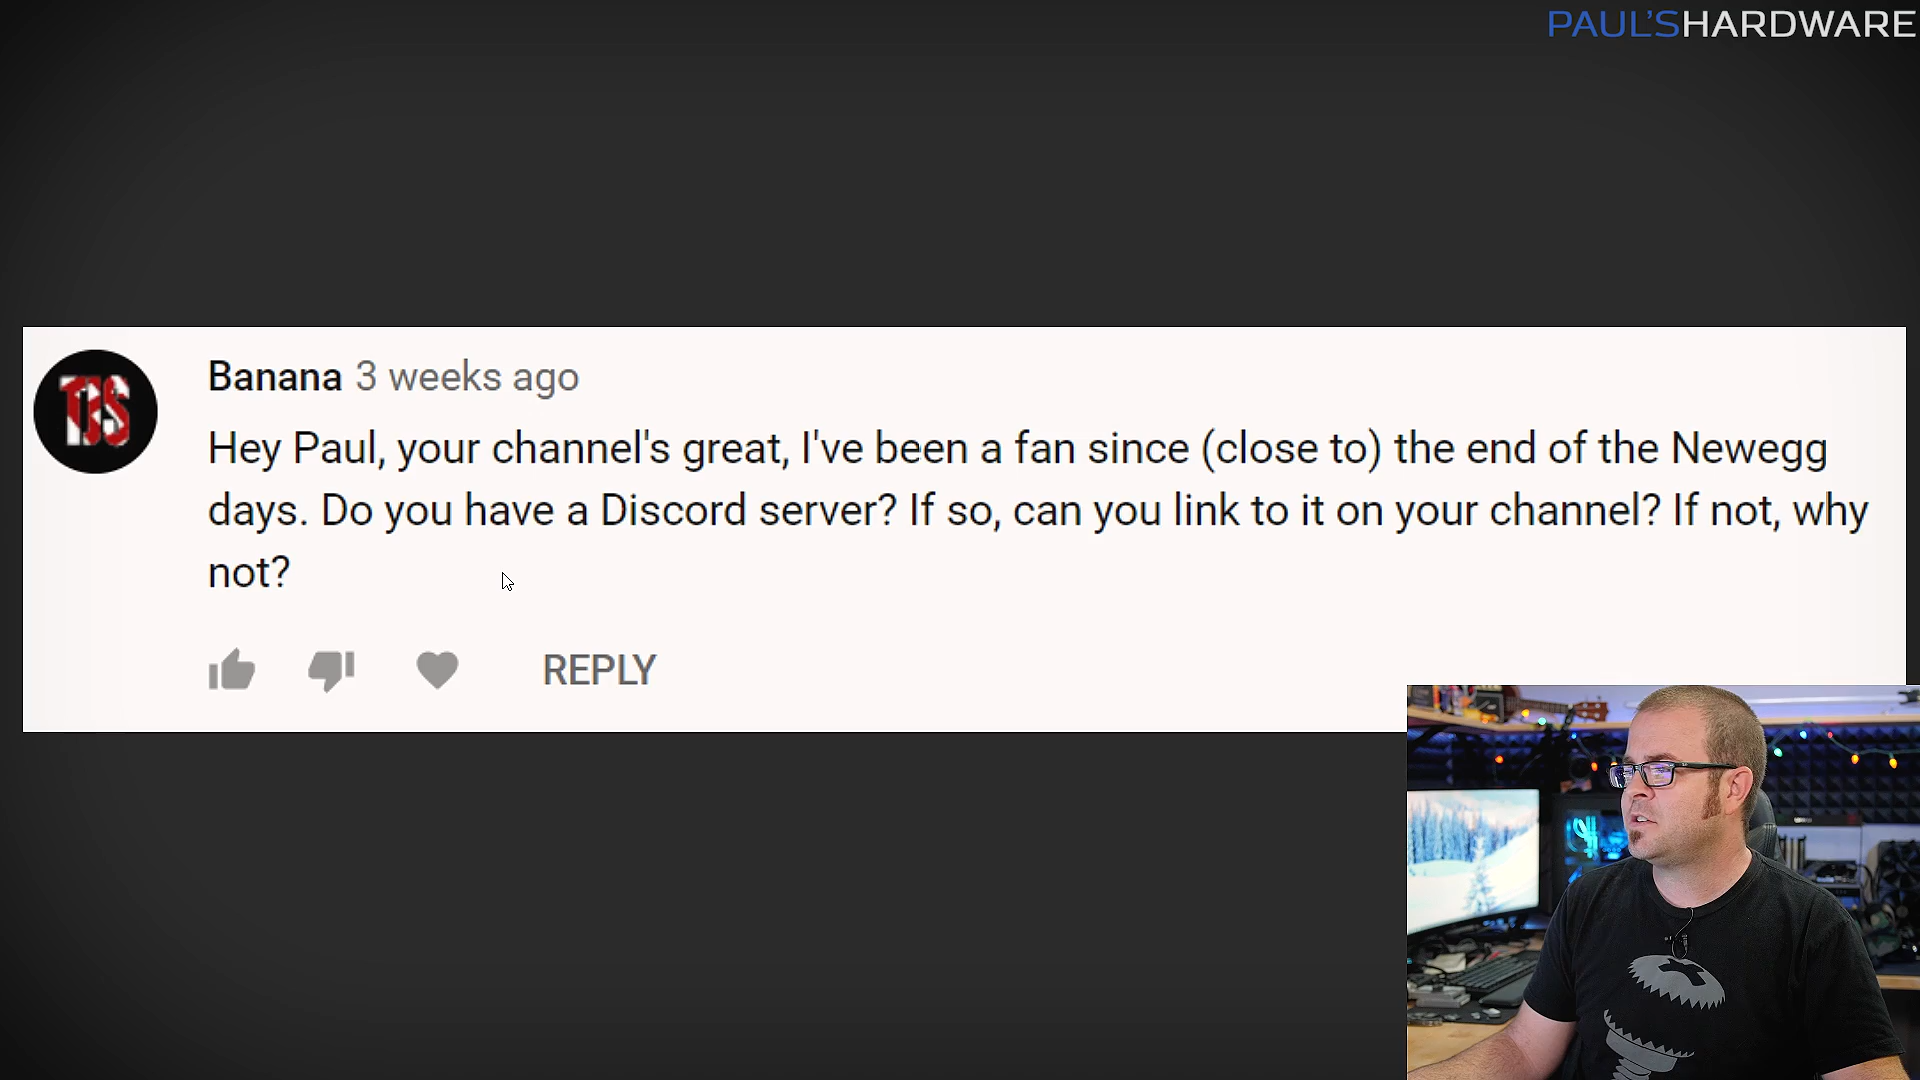 PAUL'SHARDWARE
Banana 3 weeks ago
Hey Paul, your channel's great, I've been a fan since (close to) the end of the Newegg
days. Do you have a Discord server? If so, can you link to it on your channel? If not, why
not?
REPLY
TBS